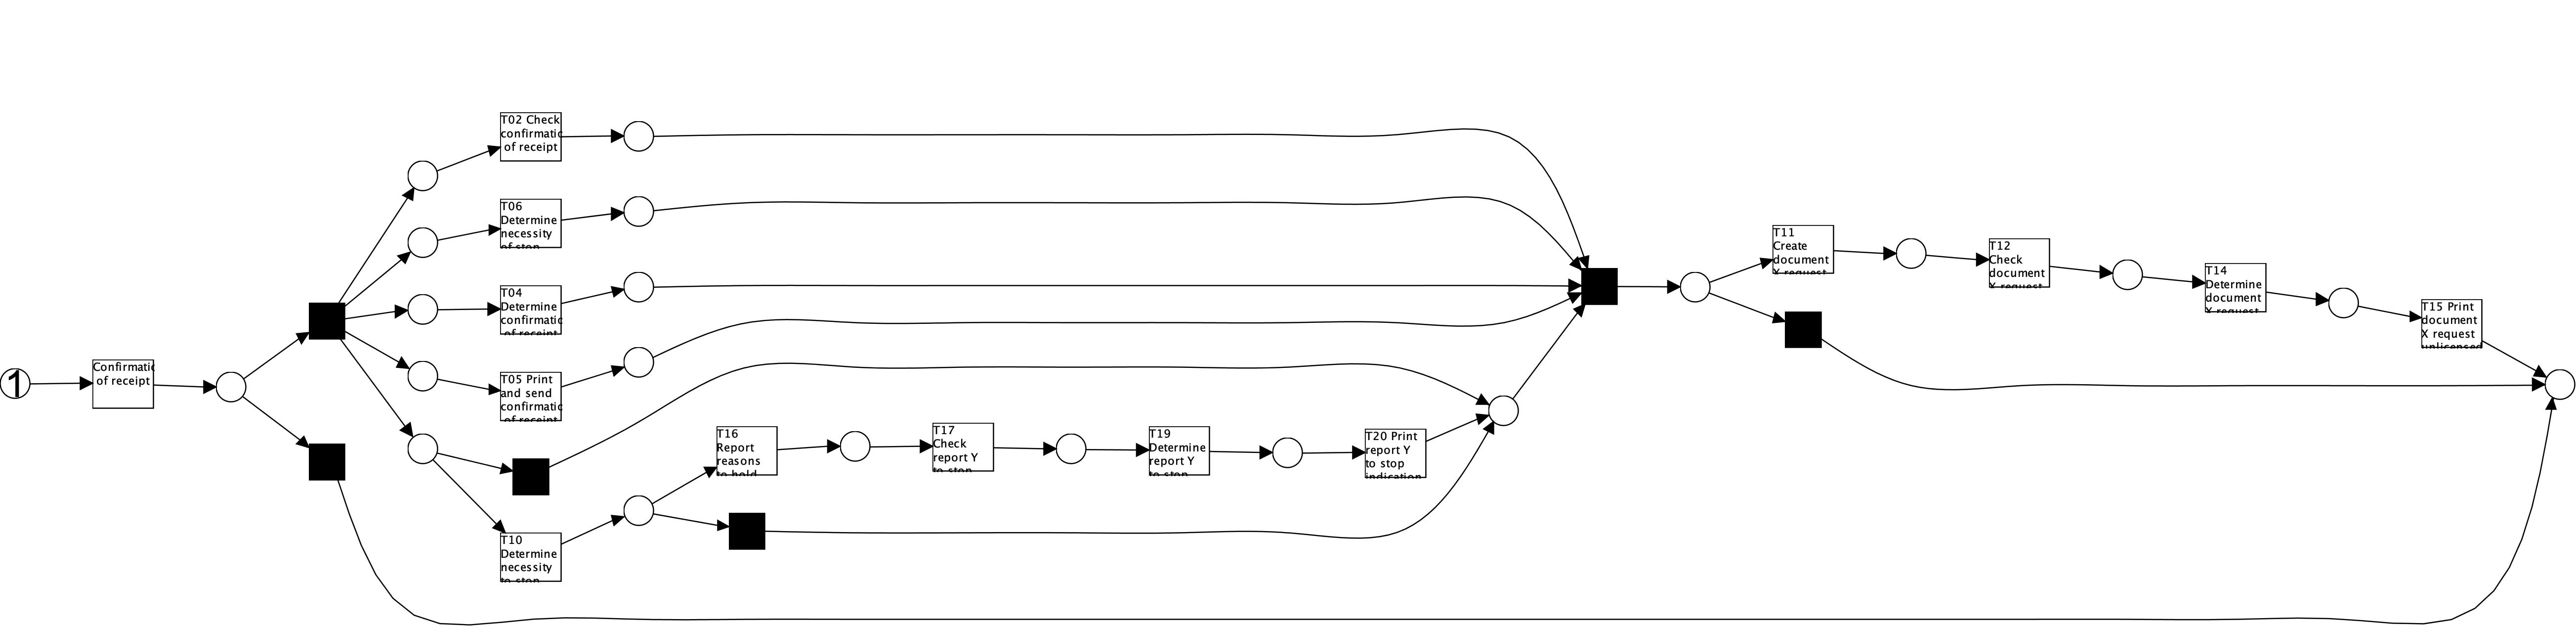 1
Confirmatic
of receipt
T02 Check
confirmatic
of receipt
T06
Determine
necessity
of stop
T04
Determine
confirmatic
of receipt
T05 Print
and send
confirmatic
of receipt
T10
Determine
necessity
to stop
T16
Report
reasons
to hold
T17
Check
report Y
to stop
T19
Determine
report Y
to stop
T20 Print
report Y
to stop
indication
T11
Create
document
X request
T12
Check
document
X request
T14
Determine
document
X request
T15 Print
document
X request
unlicensed